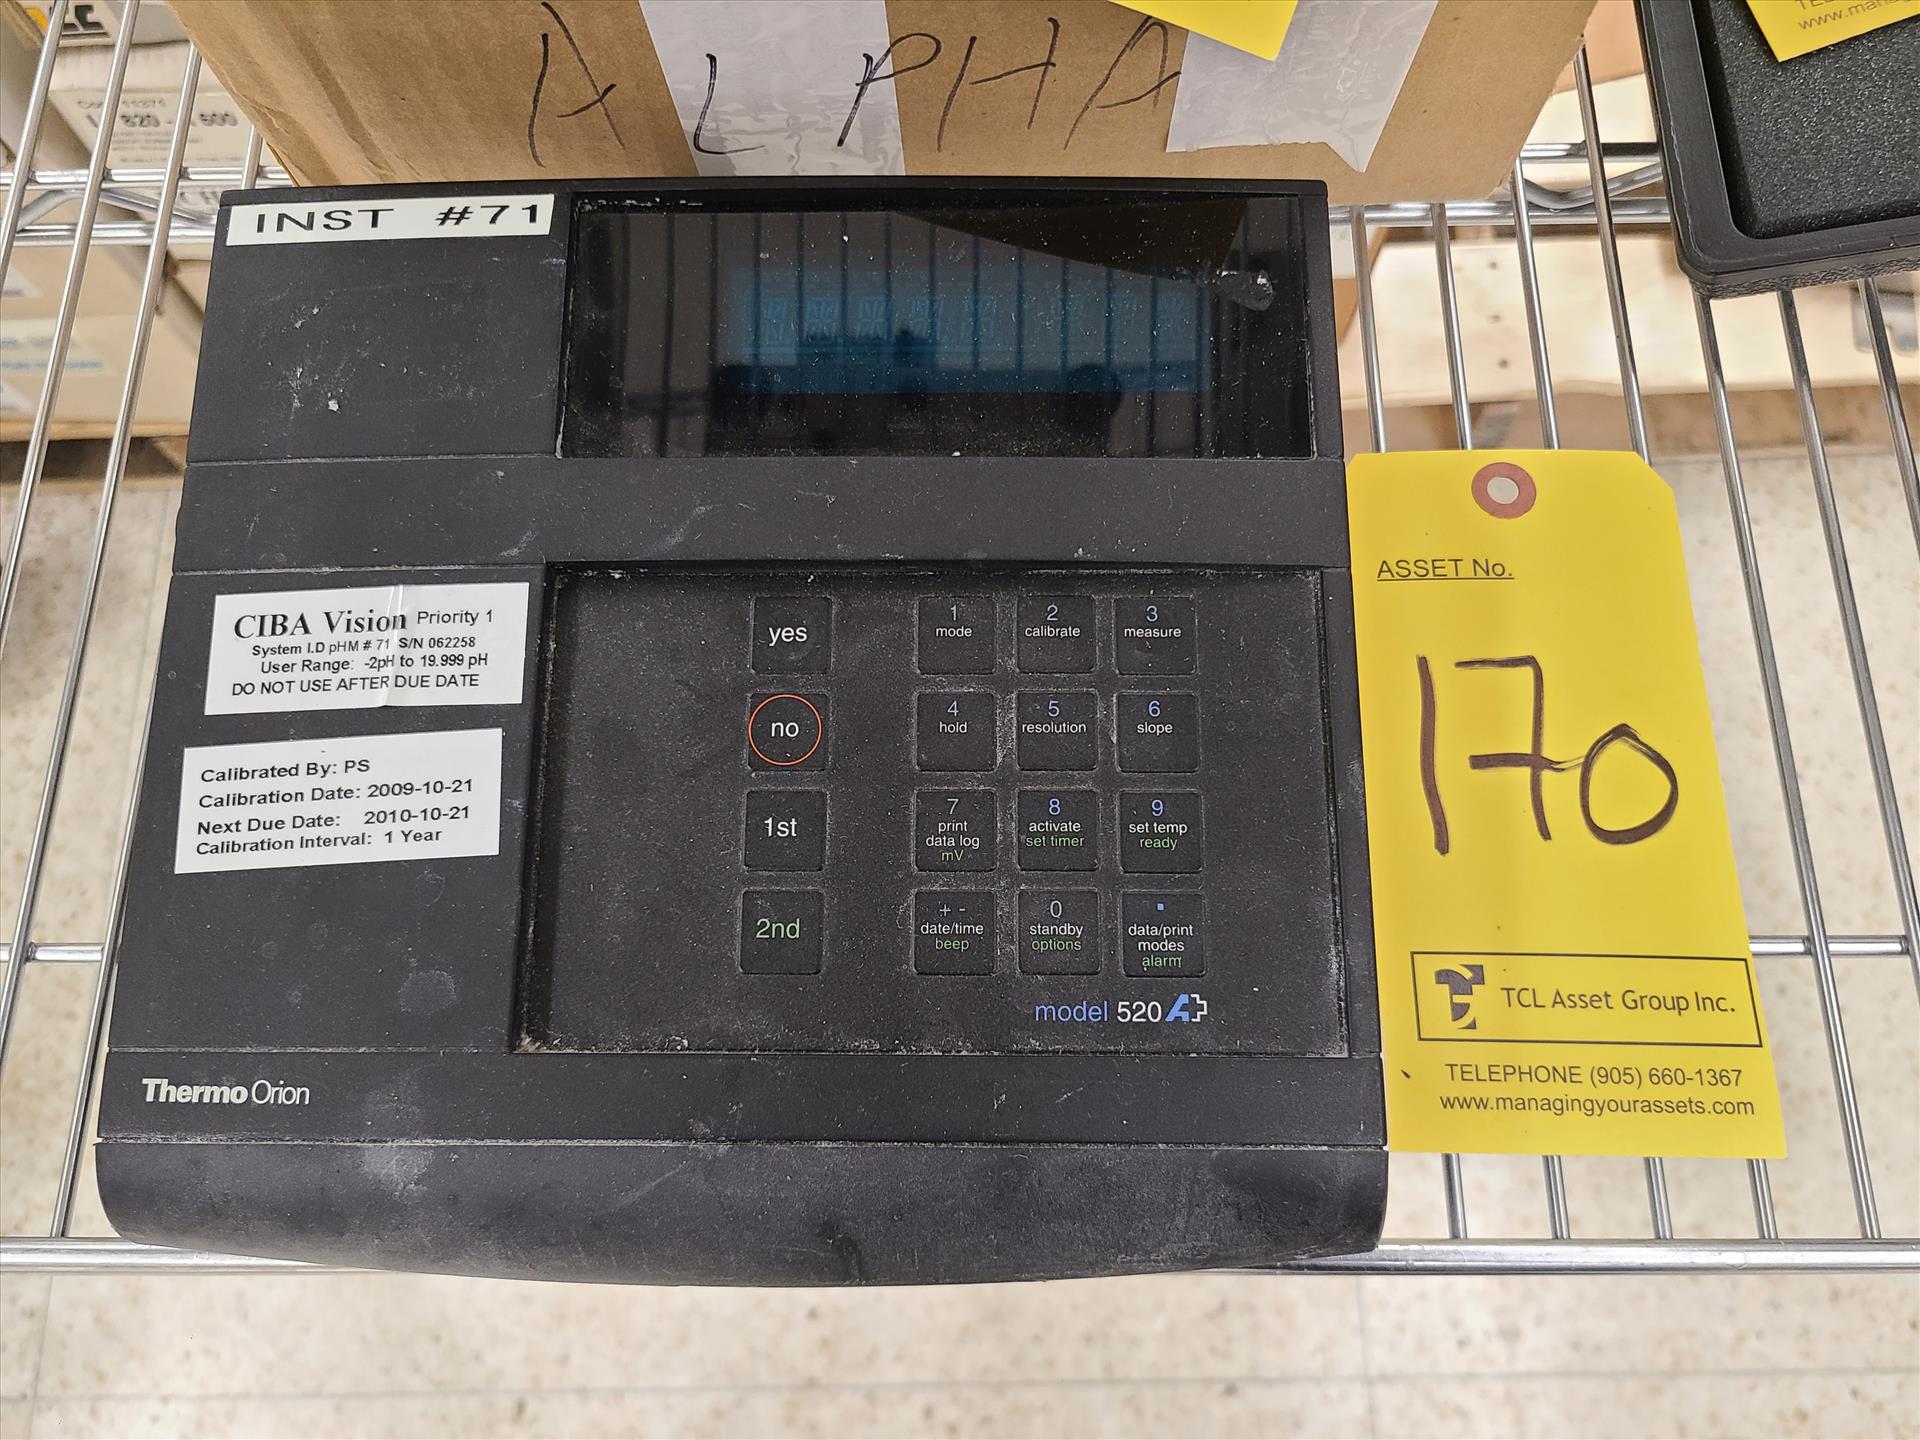 ALPHA
INST #71
CIBA Vision Priority 1
System I.D pHM # 71 S/N 062258
User Range: -2pH to 19.999 pH
DO NOT USE AFTER DUE DATE
Calibrated By: PS
Calibration Date: 2009-10-21
Next Due Date: 2010-10-21
Calibration Interval: 1 Year
yes
no
1st
2nd
1
mode
2
calibrate
3
measure
4
hold
5
resolution
6
slope
7
print
data log
mV
8
activate
set timer
9
set temp
ready
+ -
date/time
beep
0
standby
options
.
data/print
modes
alarm
model 520A+
Thermo Orion
ASSET No.
170
TCL Asset Group Inc.
TELEPHONE (905) 660-1367
www.managingyourassets.com